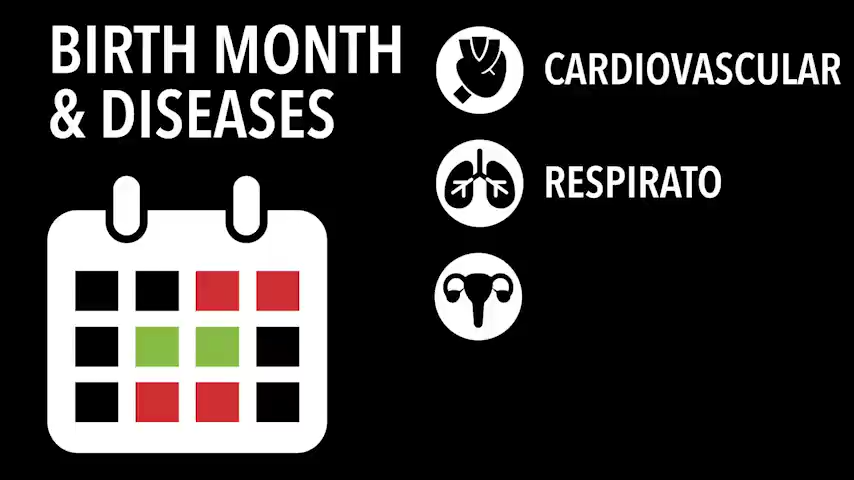 BIRTH MONTH
& DISEASES
CARDIOVASCULAR
RESPIRATO